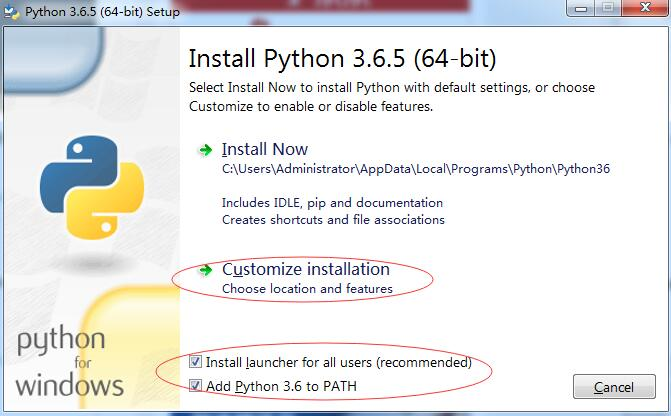 Python 3.6.5 (64-bit) Setup
Install Python 3.6.5 (64-bit)
Select Install Now to install Python with default settings, or choose
Customize to enable or disable features.
Install Now
C:\Users\Administrator\AppData\Local\Programs\Python\Python36
Includes IDLE, pip and documentation
Creates shortcuts and file associations
Customize installation
Choose location and features
Install launcher for all users (recommended)
Add Python 3.6 to PATH
python
for
windows
Cancel